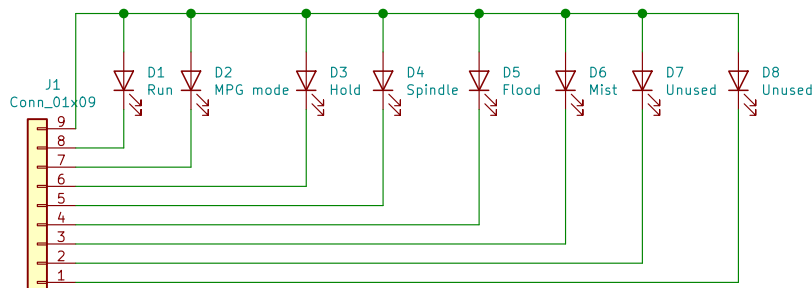 D1 D2 D3 D4 D5 D6 D7 D8
J1
Run MPG mode Hold Spindle Flood Mist Unused Unused
Conn_01x09
9
8
7
6
5
4
3
2
1